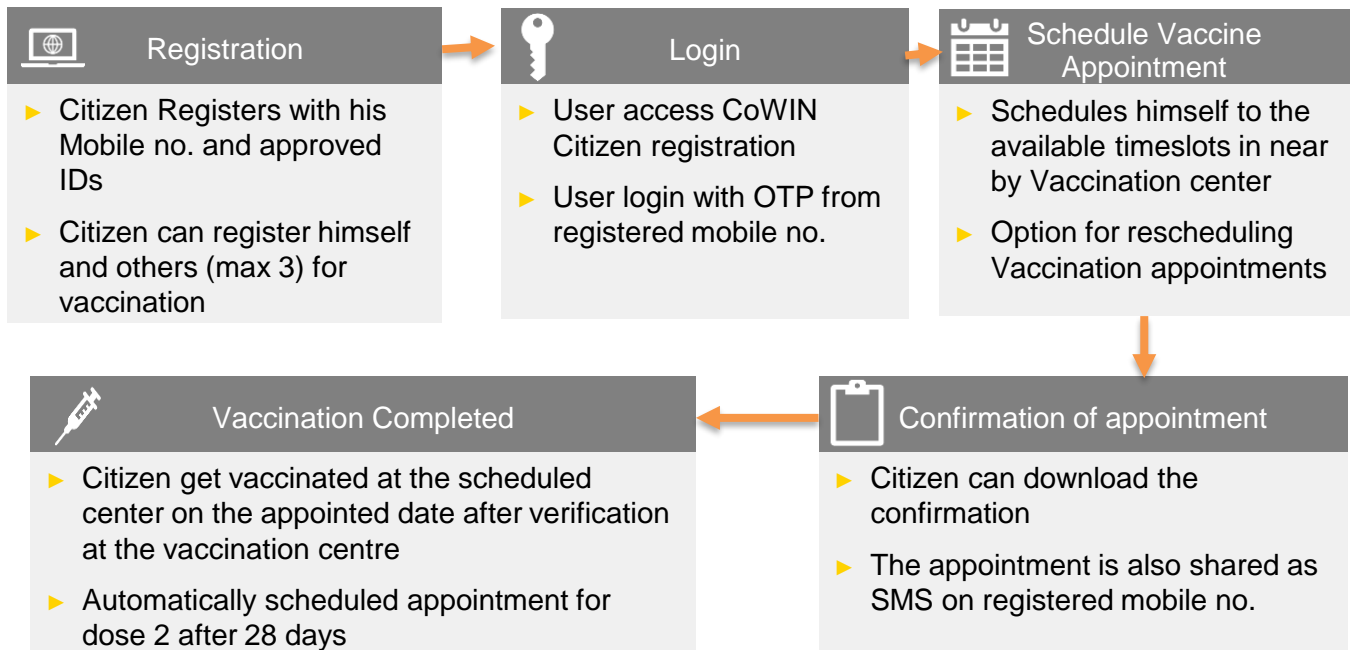 Registration
► Citizen Registers with his
Mobile no. and approved
IDs
► Citizen can register himself
and others (max 3) for
vaccination
Login
► User access CoWIN
Citizen registration
► User login with OTP from
registered mobile no.
Schedule Vaccine
Appointment
► Schedules himself to the
available timeslots in near
by Vaccination center
► Option for rescheduling
Vaccination appointments
Confirmation of appointment
► Citizen can download the
confirmation
► The appointment is also shared as
SMS on registered mobile no.
Vaccination Completed
► Citizen get vaccinated at the scheduled
center on the appointed date after verification
at the vaccination centre
► Automatically scheduled appointment for
dose 2 after 28 days